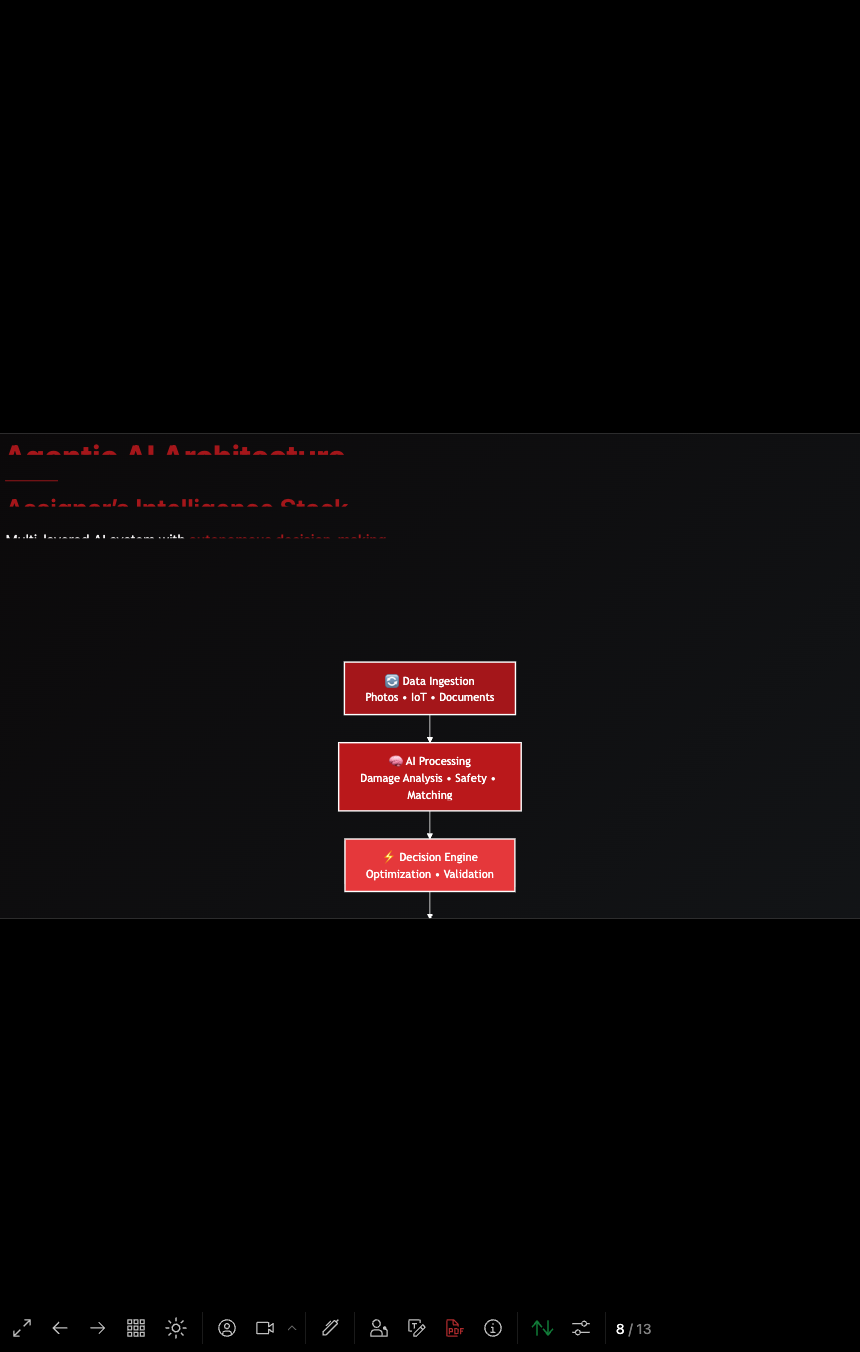 Agentic AI Architecture
Assigner's Intelligence Stack
Multi-layered AI system with autonomous decision-making
Data Ingestion
Photos • IoT • Documents
AI Processing
Damage Analysis • Safety •
Matching
⚡ Decision Engine
Optimization • Validation
PDF
8 / 13